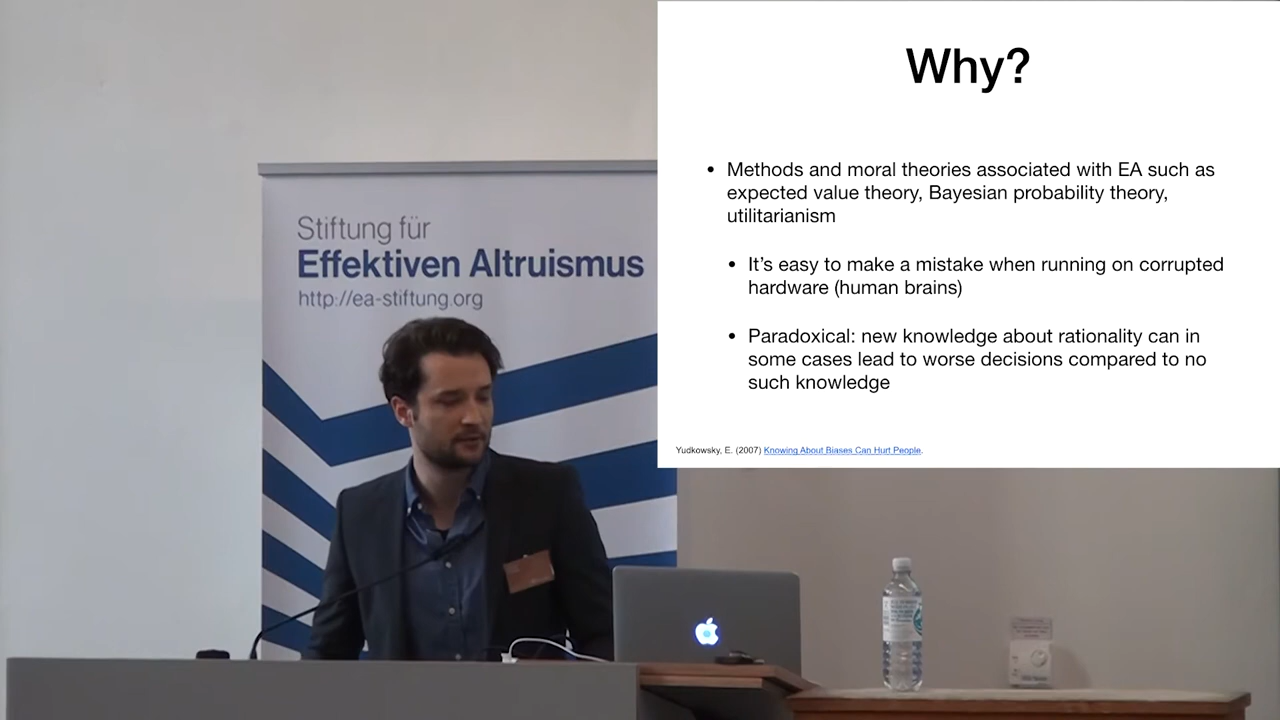 Why?
• Methods and moral theories associated with EA such as
expected value theory, Bayesian probability theory,
utilitarianism
• It's easy to make a mistake when running on corrupted
hardware (human brains)
• Paradoxical: new knowledge about rationality can in
some cases lead to worse decisions compared to no
such knowledge
Yudkowsky, E. (2007) Knowing About Biases Can Hurt People.
Stiftung für
Effektiven Altruismus
http://ea-stiftung.org